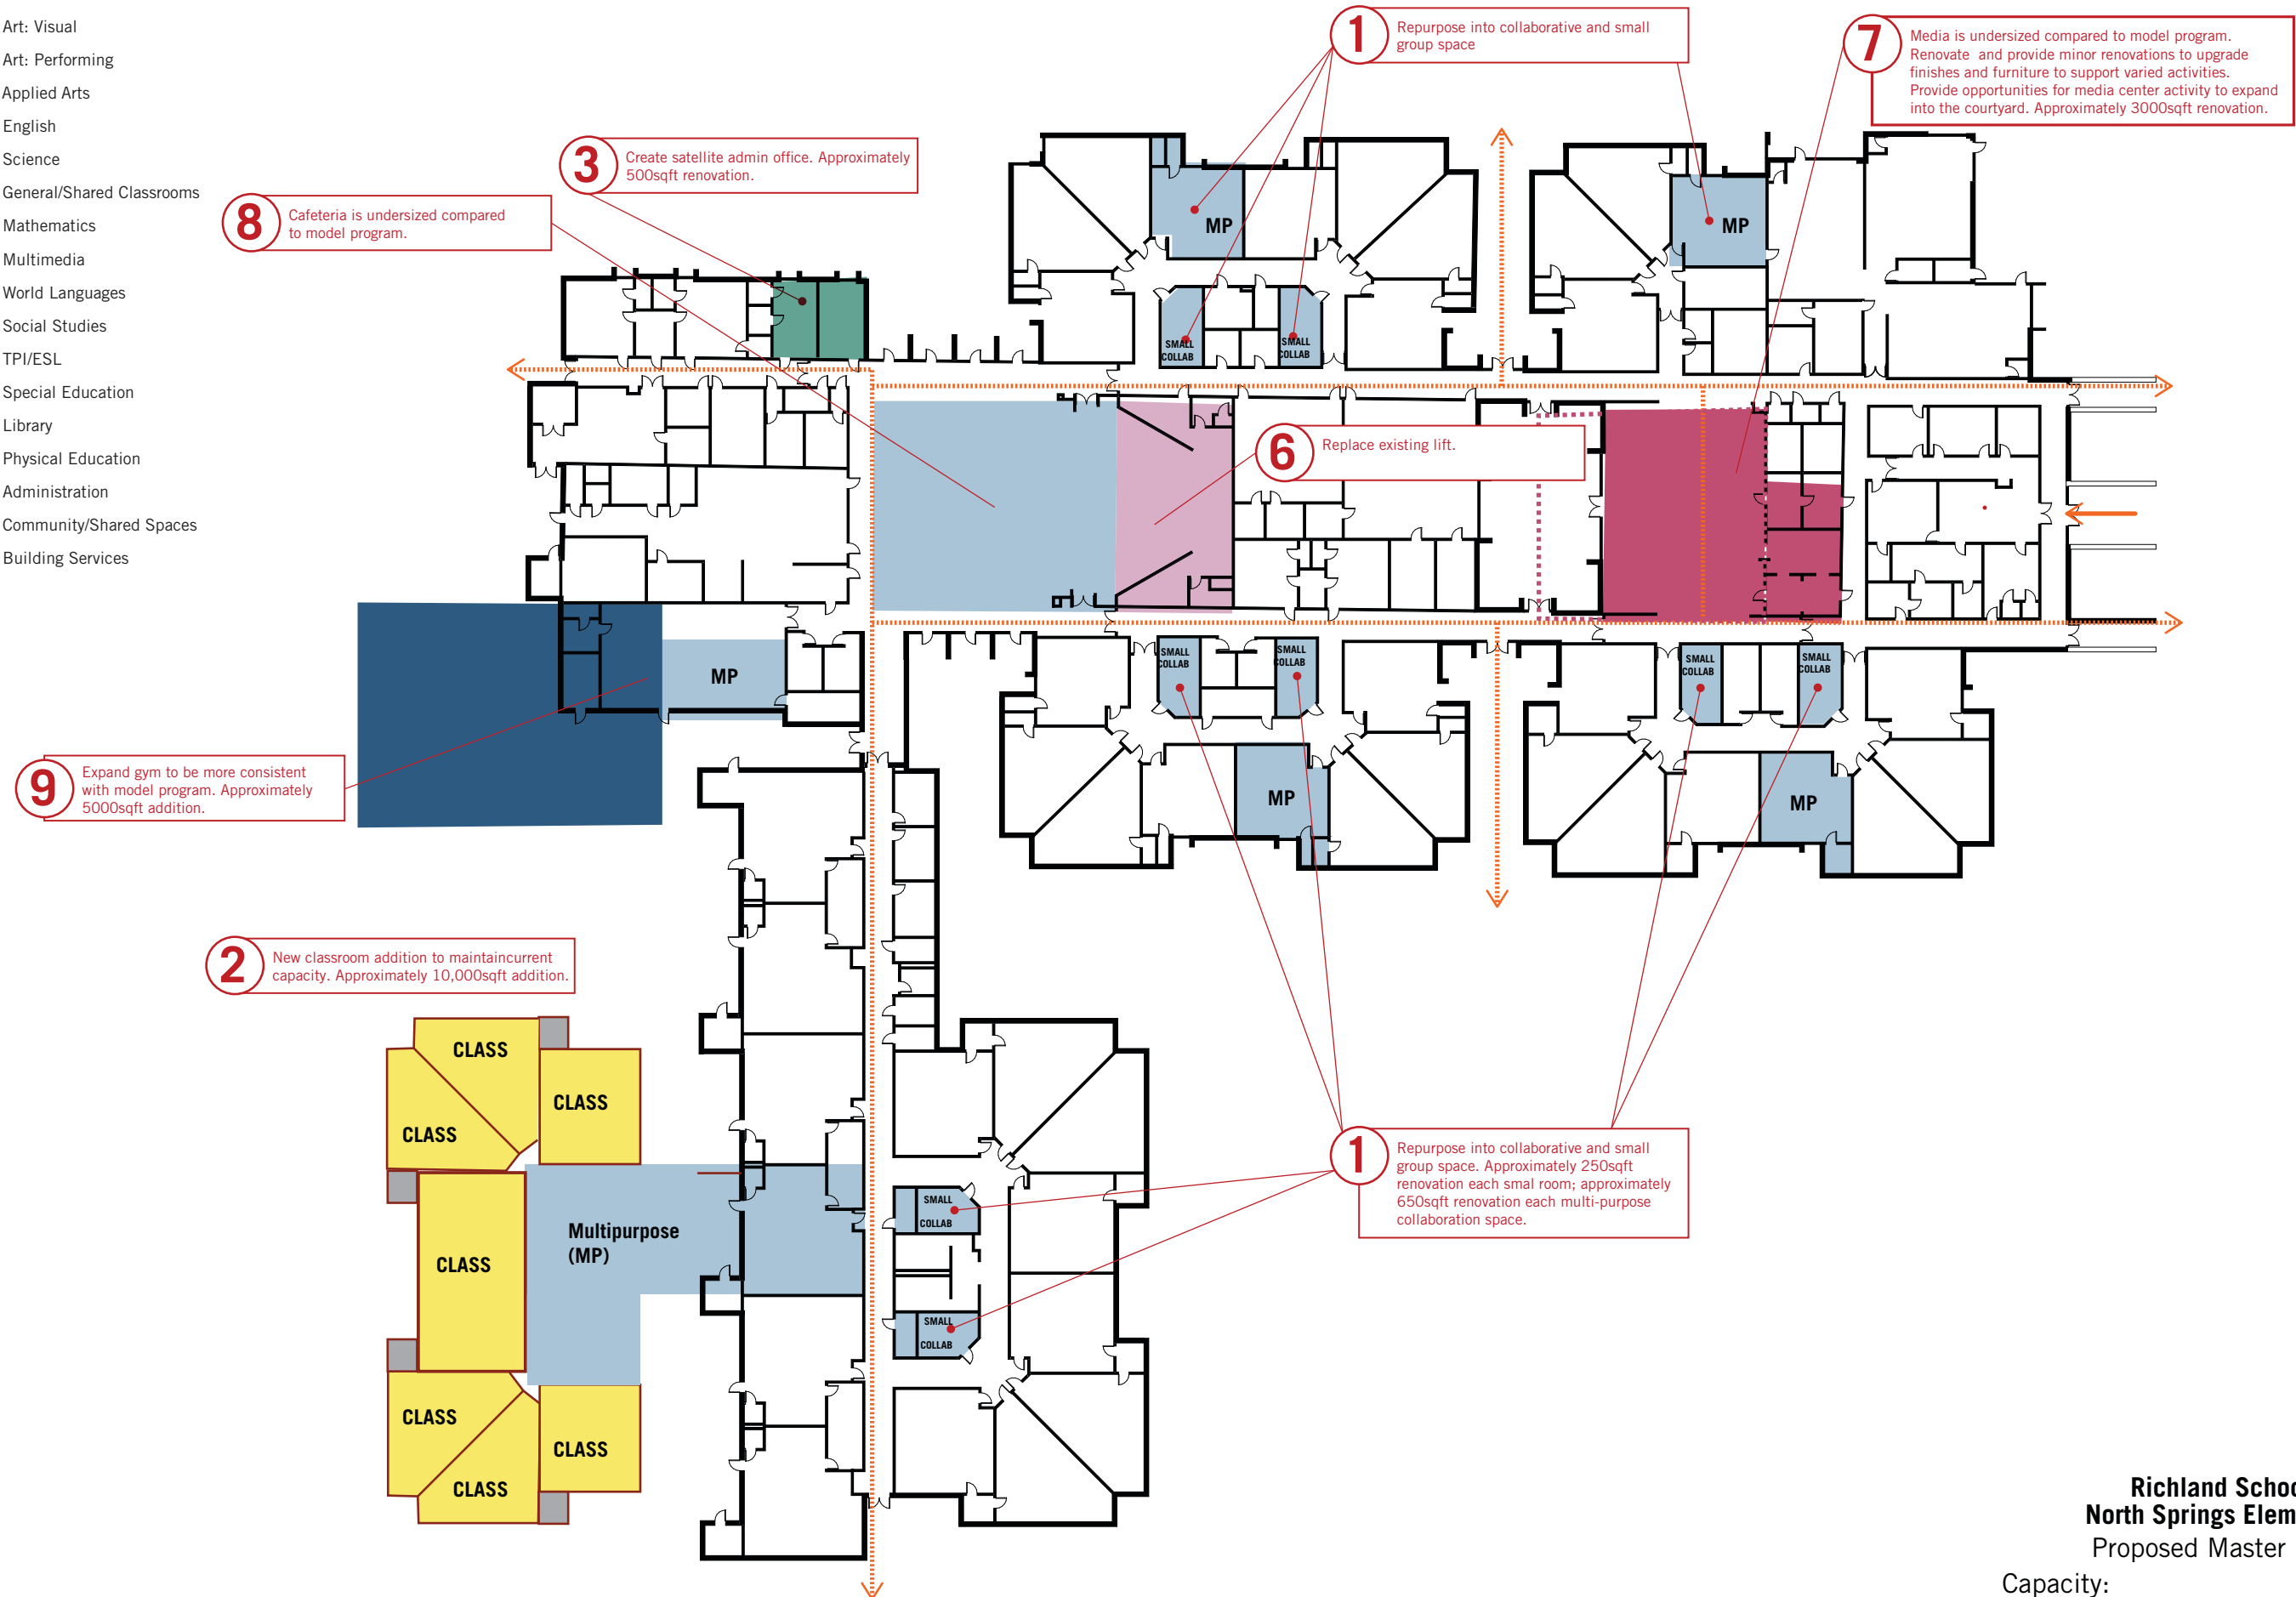 Art: Visual
Art: Performing
Applied Arts
English
Science
General/Shared Classrooms
Mathematics
Multimedia
World Languages
Social Studies
TPI/ESL
Special Education
Library
Physical Education
Administration
Community/Shared Spaces
Building Services
1
Repurpose into collaborative and small
group space
7
Media is undersized compared to model program.
Renovate and provide minor renovations to upgrade
finishes and furniture to support varied activities.
Provide opportunities for media center activity to expand
into the courtyard. Approximately 3000sqft renovation.
3
Create satellite admin office. Approximately
500sqft renovation.
8
Cafeteria is undersized compared
to model program.
MP
MP
SMALL
COLLAB
SMALL
COLLAB
6
Replace existing lift.
MP
SMALL
COLLAB
SMALL
COLLAB
SMALL
COLLAB
SMALL
COLLAB
9
Expand gym to be more consistent
with model program. Approximately
5000sqft addition.
MP
MP
2
New classroom addition to maintaincurrent
capacity. Approximately 10,000sqft addition.
CLASS
CLASS
CLASS
CLASS
Multipurpose
(MP)
CLASS
CLASS
CLASS
SMALL
COLLAB
SMALL
COLLAB
1
Repurpose into collaborative and small
group space. Approximately 250sqft
renovation each smal room; approximately
650sqft renovation each multi-purpose
collaboration space.
Richland Schoo
North Springs Elem
Proposed Master
Capacity: